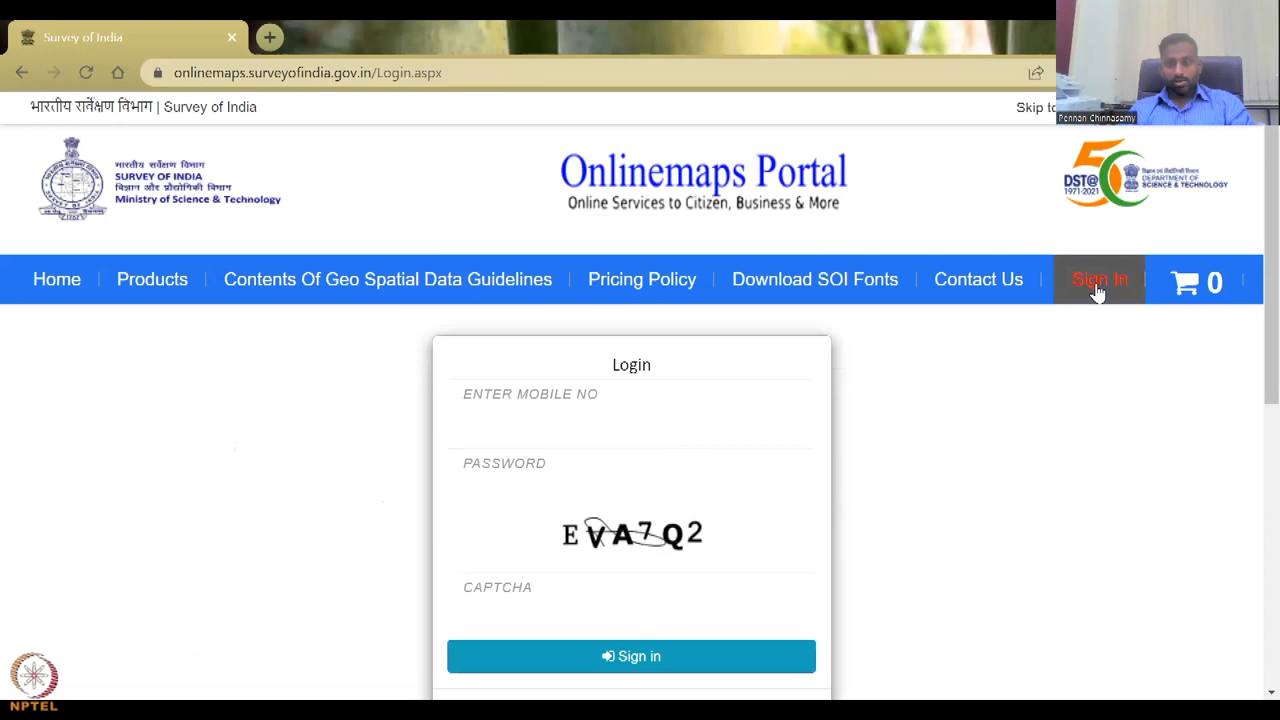 Survey of India
onlinemaps.surveyofindia.gov.in/Login.aspx
भारतीय सर्वेक्षण विभाग | Survey of India
Skip to
Pennan Chinnasamy
भारतीय सर्वेक्षण विभाग
SURVEY OF INDIA
विज्ञान और प्रौद्योगिकी विभाग
Ministry of Science & Technology
Onlinemaps Portal
Online Services to Citizen, Business & More
50
DST@
1971-2021
DEPARTMENT OF
SCIENCE & TECHNOLOGY
Home
Products
Contents Of Geo Spatial Data Guidelines
Pricing Policy
Download SOI Fonts
Contact Us
Sign In
0
Login
ENTER MOBILE NO
PASSWORD
EVA7Q2
CAPTCHA
Sign in
NPTEL